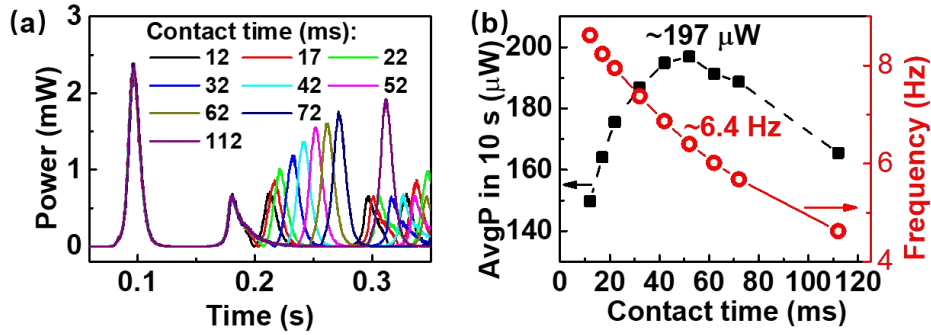 (a)
Contact time (ms):
12 17 22
32 42 52
62 72
112
Power (mW)
3
2
1
0
0.1 0.2 0.3
Time (s)
(b)
~197 μW
~6.4 Hz
AvgP in 10 s (μW)
200
180
160
140
Frequency (Hz)
8
6
4
0 20 40 60 80 100 120
Contact time (ms)